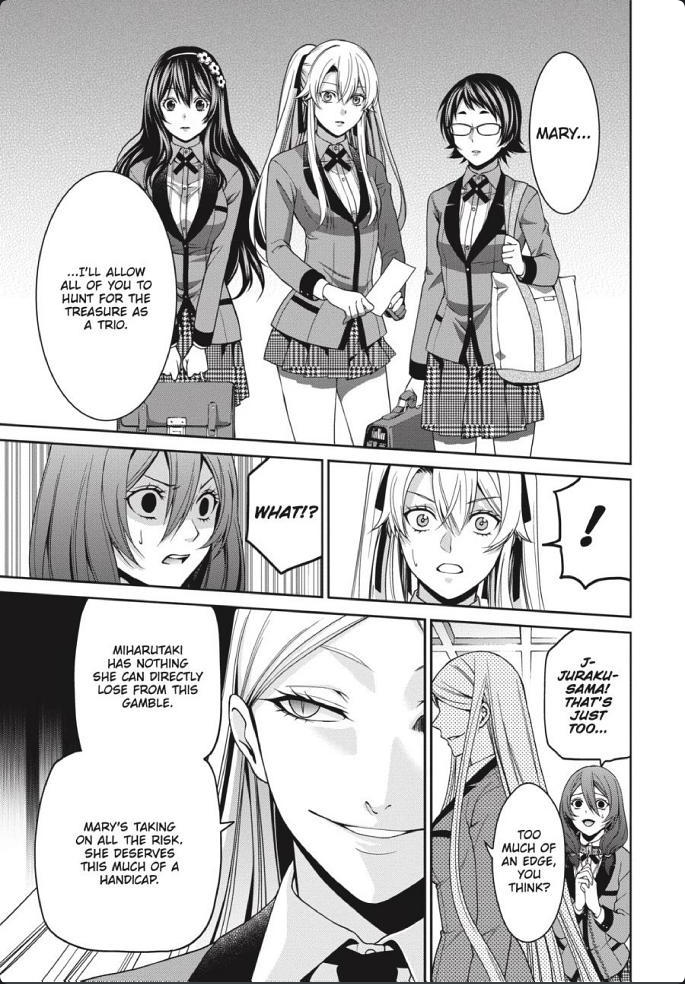 MARY...
...I'LL ALLOW
ALL OF YOU TO
HUNT FOR THE
TREASURE AS
A TRIO.
!
WHAT!?
J-
JURAKU-
SAMA!
THAT'S
JUST
TOO...
TOO
MUCH OF
AN EDGE,
YOU
THINK?
MIHARUTAKI
HAS NOTHING
SHE CAN DIRECTLY
LOSE FROM THIS
GAMBLE.
MARY'S TAKING
ON ALL THE RISK.
SHE DESERVES
THIS MUCH OF A
HANDICAP.